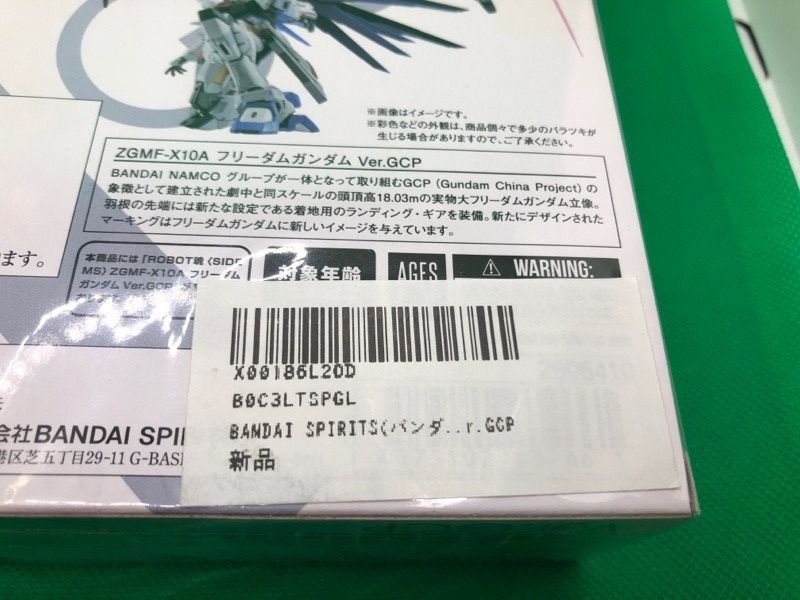 ※画像はイメージです。
※彩色などの外観は、商品個々で多少のバラツキが
生じる場合がありますので、ご了承ください。
ZGMF-X10A フリーダムガンダム Ver.GCP
BANDAI NAMCO グループが一体となって取り組むGCP (Gundam China Project) の
象徴として建立された劇中と同スケールの頭頂高18.03mの実物大フリーダムガンダム立像。
羽根の先端には新たな設定である着地用のランディング・ギアを装備。新たにデザインされた
マーキングはフリーダムガンダムに新しいイメージを与えています。
ます。
本商品には「ROBOT魂〈SIDE
MS〉ZGMF-X10A フリーダム
ガンダム Ver.GCP
対象年齢
AGES
WARNING:
X00186L20D
B0C3LTSPGL
BANDAI SPIRITS(バンダ..r.GCP
新品
会社BANDAI SPI
港区芝五丁目29-11 G-BAS